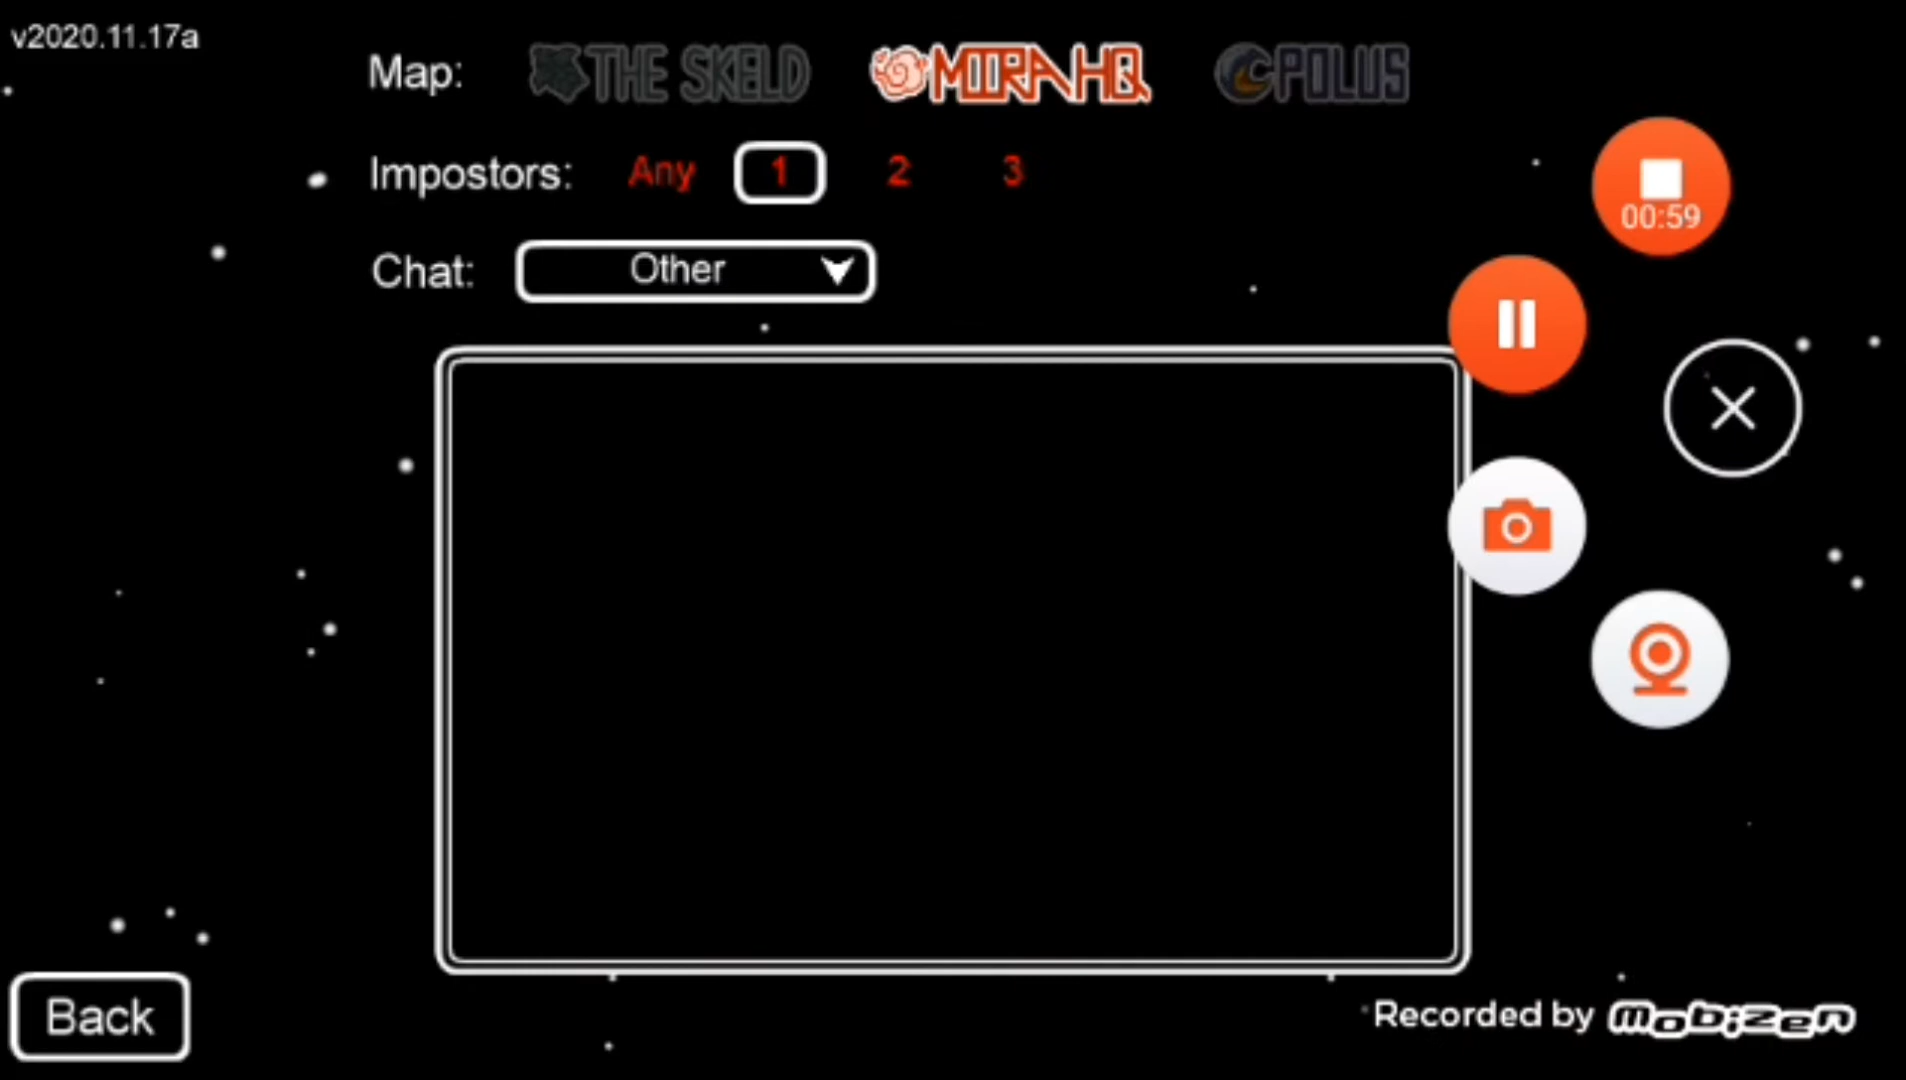 v2020.11.17a
Map: THE SKELD MIRA HQ POLUS
Impostors: Any 1 2 3
00:59
Chat: Other
Back
Recorded by mobizen